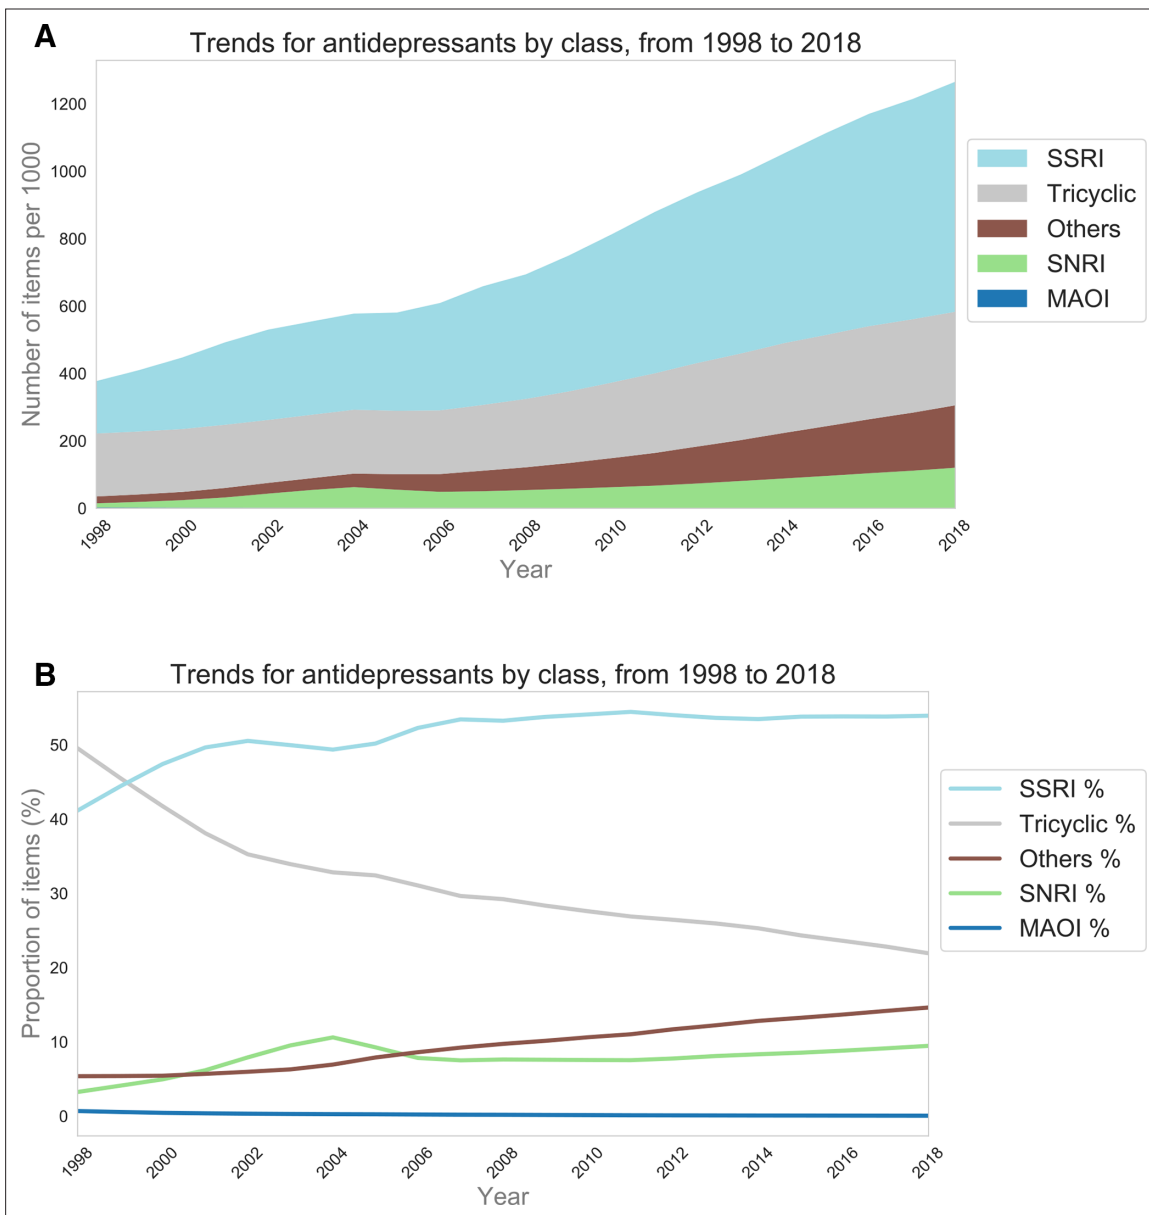 A
Trends for antidepressants by class, from 1998 to 2018
Number of items per 1000
1200
1000
800
600
400
200
0
1998
2000
2002
2004
2006
2008
2010
2012
2014
2016
2018
Year
SSRI
Tricyclic
Others
SNRI
MAOI
B
Trends for antidepressants by class, from 1998 to 2018
Proportion of items (%)
50
40
30
20
10
0
1998
2000
2002
2004
2006
2008
2010
2012
2014
2016
2018
Year
SSRI %
Tricyclic %
Others %
SNRI %
MAOI %